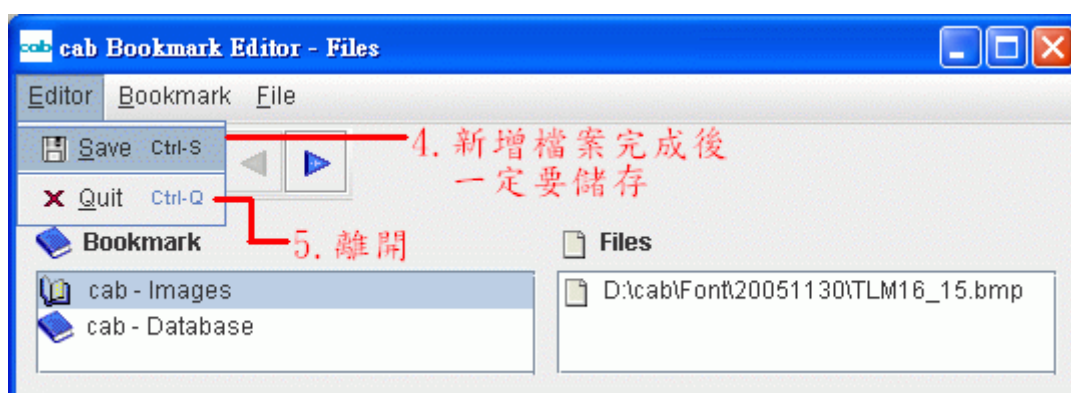 cab cab Bookmark Editor - Files
Editor Bookmark File
Save Ctrl-S
Quit Ctrl-Q
4. 新增檔案完成後
一定要儲存
5. 離開
Bookmark
cab - Images
cab - Database
Files
D:\cab\Font\20051130\TLM16_15.bmp